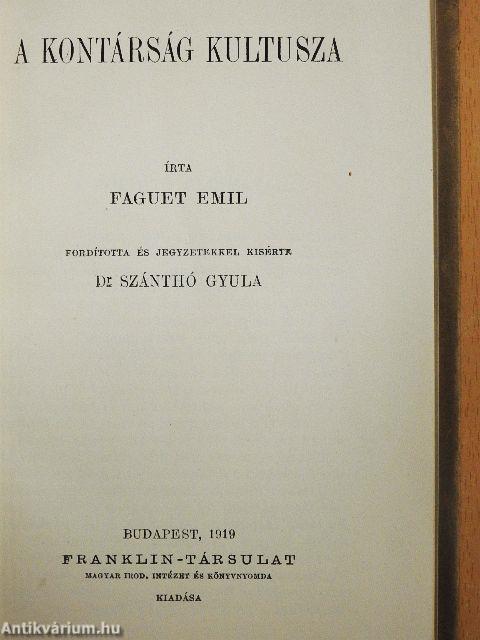 A KONTÁRSÁG KULTUSZA
ÍRTA
FAGUET EMIL
FORDÍTOTTA ÉS JEGYZETEKKEL KISÉRTE
Dr SZÁNTHÓ GYULA
BUDAPEST, 1919
FRANKLIN-TÁRSULAT
MAGYAR IROD. INTÉZET ÉS KÖNYVNYOMDA
KIADÁSA
Antikvárium.hu